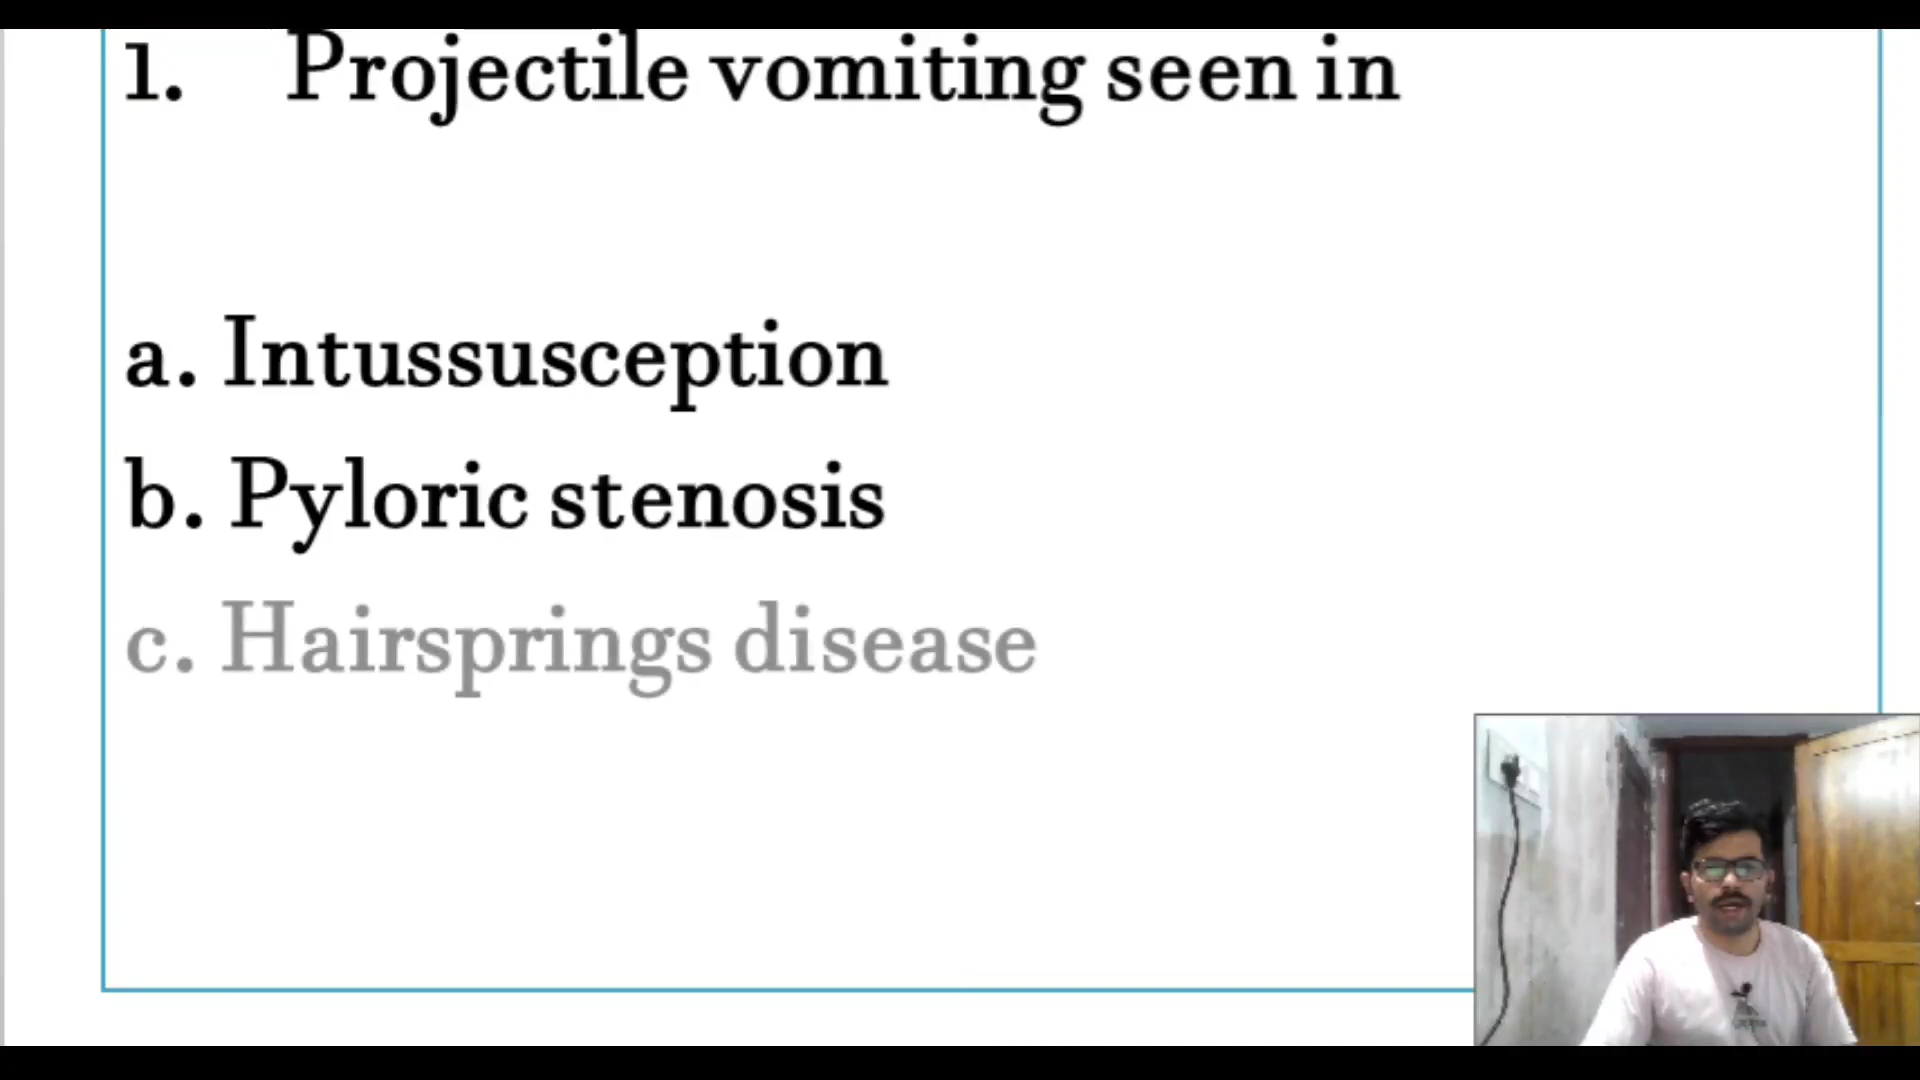 1. Projectile vomiting seen in
a. Intussusception
b. Pyloric stenosis
c. Hairsprings disease